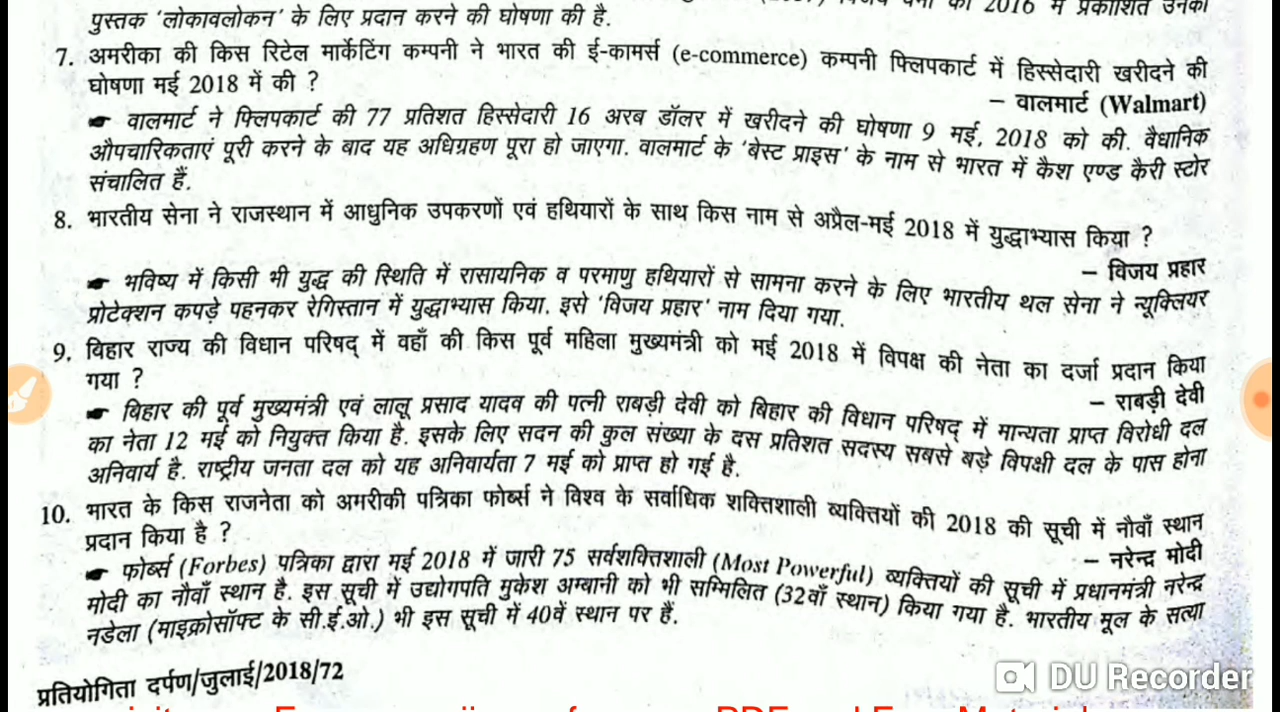 पुस्तक ‘लोकावलोकन’ के लिए प्रदान करने की घोषणा की है.
7. अमरीका की किस रिटेल मार्केटिंग कम्पनी ने भारत की ई-कामर्स (e-commerce) कम्पनी फ्लिपकार्ट में हिस्सेदारी खरीदने की
घोषणा मई 2018 में की ?
– वालमार्ट (Walmart)
☛ वालमार्ट ने फ्लिपकार्ट की 77 प्रतिशत हिस्सेदारी 16 अरब डॉलर में खरीदने की घोषणा 9 मई, 2018 को की. वैधानिक
औपचारिकताएं पूरी करने के बाद यह अधिग्रहण पूरा हो जाएगा. वालमार्ट के ‘बेस्ट प्राइस’ के नाम से भारत में कैश एण्ड कैरी स्टोर
संचालित हैं.
8. भारतीय सेना ने राजस्थान में आधुनिक उपकरणों एवं हथियारों के साथ किस नाम से अप्रैल-मई 2018 में युद्धाभ्यास किया ?
– विजय प्रहार
☛ भविष्य में किसी भी युद्ध की स्थिति में रासायनिक व परमाणु हथियारों से सामना करने के लिए भारतीय थल सेना ने न्यूक्लियर
प्रोटेक्शन कपड़े पहनकर रेगिस्तान में युद्धाभ्यास किया. इसे ‘विजय प्रहार’ नाम दिया गया.
9. विहार राज्य की विधान परिषद् में वहाँ की किस पूर्व महिला मुख्यमंत्री को मई 2018 में विपक्ष की नेता का दर्जा प्रदान किया
गया ?
– राबड़ी देवी
☛ बिहार की पूर्व मुख्यमंत्री एवं लालू प्रसाद यादव की पत्नी राबड़ी देवी को बिहार की विधान परिषद् में मान्यता प्राप्त विरोधी दल
का नेता 12 मई को नियुक्त किया है. इसके लिए सदन की कुल संख्या के दस प्रतिशत सदस्य सबसे बड़े विपक्षी दल के पास होना
अनिवार्य है. राष्ट्रीय जनता दल को यह अनिवार्यता 7 मई को प्राप्त हो गई है.
10. भारत के किस राजनेता को अमरीकी पत्रिका फोर्ब्स ने विश्व के सर्वाधिक शक्तिशाली व्यक्तियों की 2018 की सूची में नौवाँ स्थान
प्रदान किया है ?
– नरेन्द्र मोदी
☛ फोर्ब्स (Forbes) पत्रिका द्वारा मई 2018 में जारी 75 सर्वशक्तिशाली (Most Powerful) व्यक्तियों की सूची में प्रधानमंत्री नरेन्द्र
मोदी का नौवाँ स्थान है. इस सूची में उद्योगपति मुकेश अम्बानी को भी सम्मिलित (32वाँ स्थान) किया गया है. भारतीय मूल के सत्या
नडेला (माइक्रोसॉफ्ट के सी.ई.ओ.) भी इस सूची में 40वें स्थान पर हैं.
प्रतियोगिता दर्पण/जुलाई/2018/72
DU Recorder